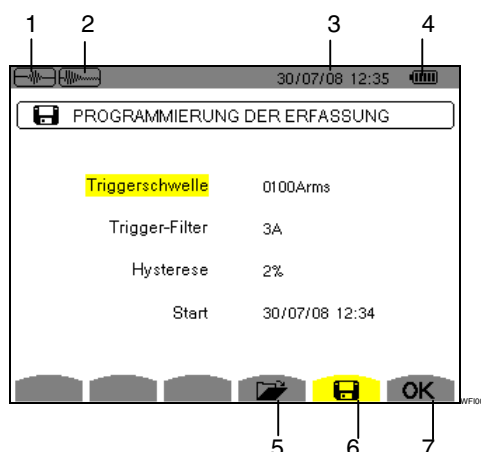 1 2 3 4
30/07/08 12:35
PROGRAMMIERUNG DER ERFASSUNG
Triggerschwelle 0100Arms
Trigger-Filter 3A
Hysterese 2%
Start 30/07/08 12:34
OK
5 6 7